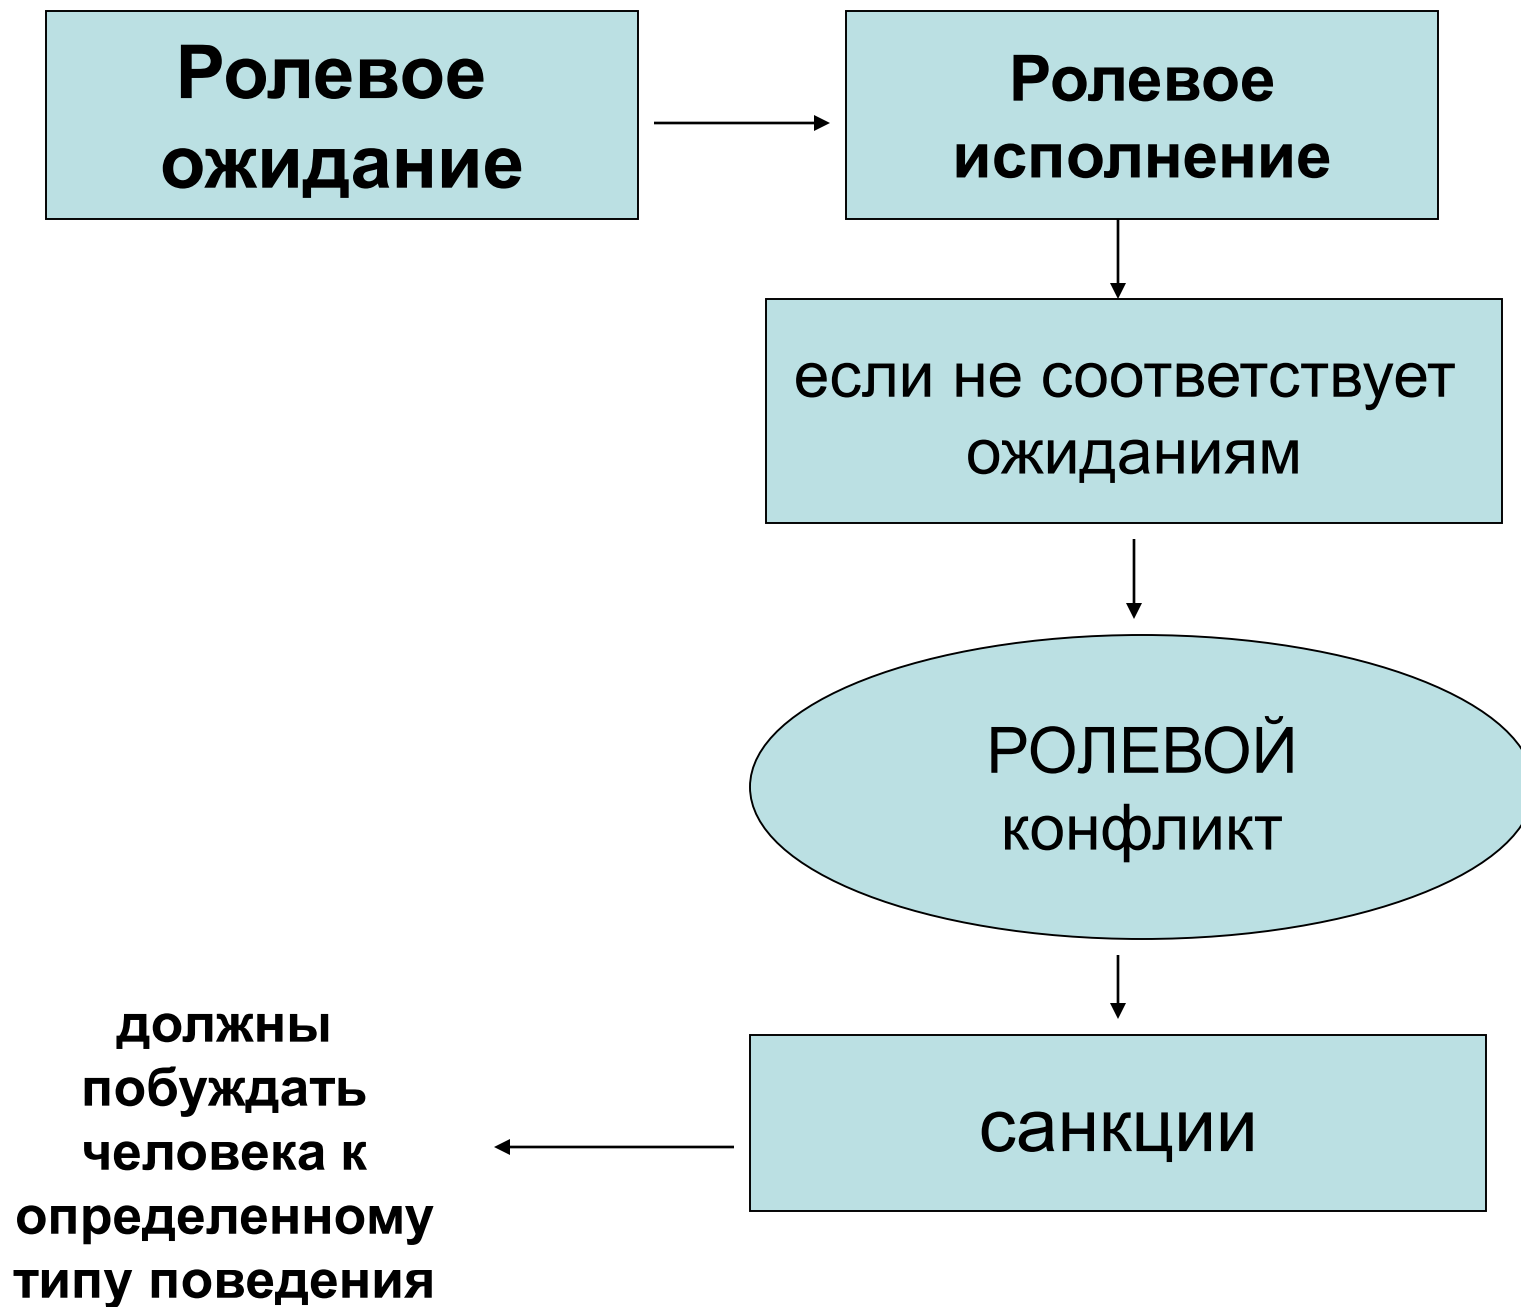 Ролевое
ожидание
Ролевое
исполнение
если не соответствует
ожиданиям
РОЛЕВОЙ
конфликт
санкции
должны
побуждать
человека к
определенному
типу поведения